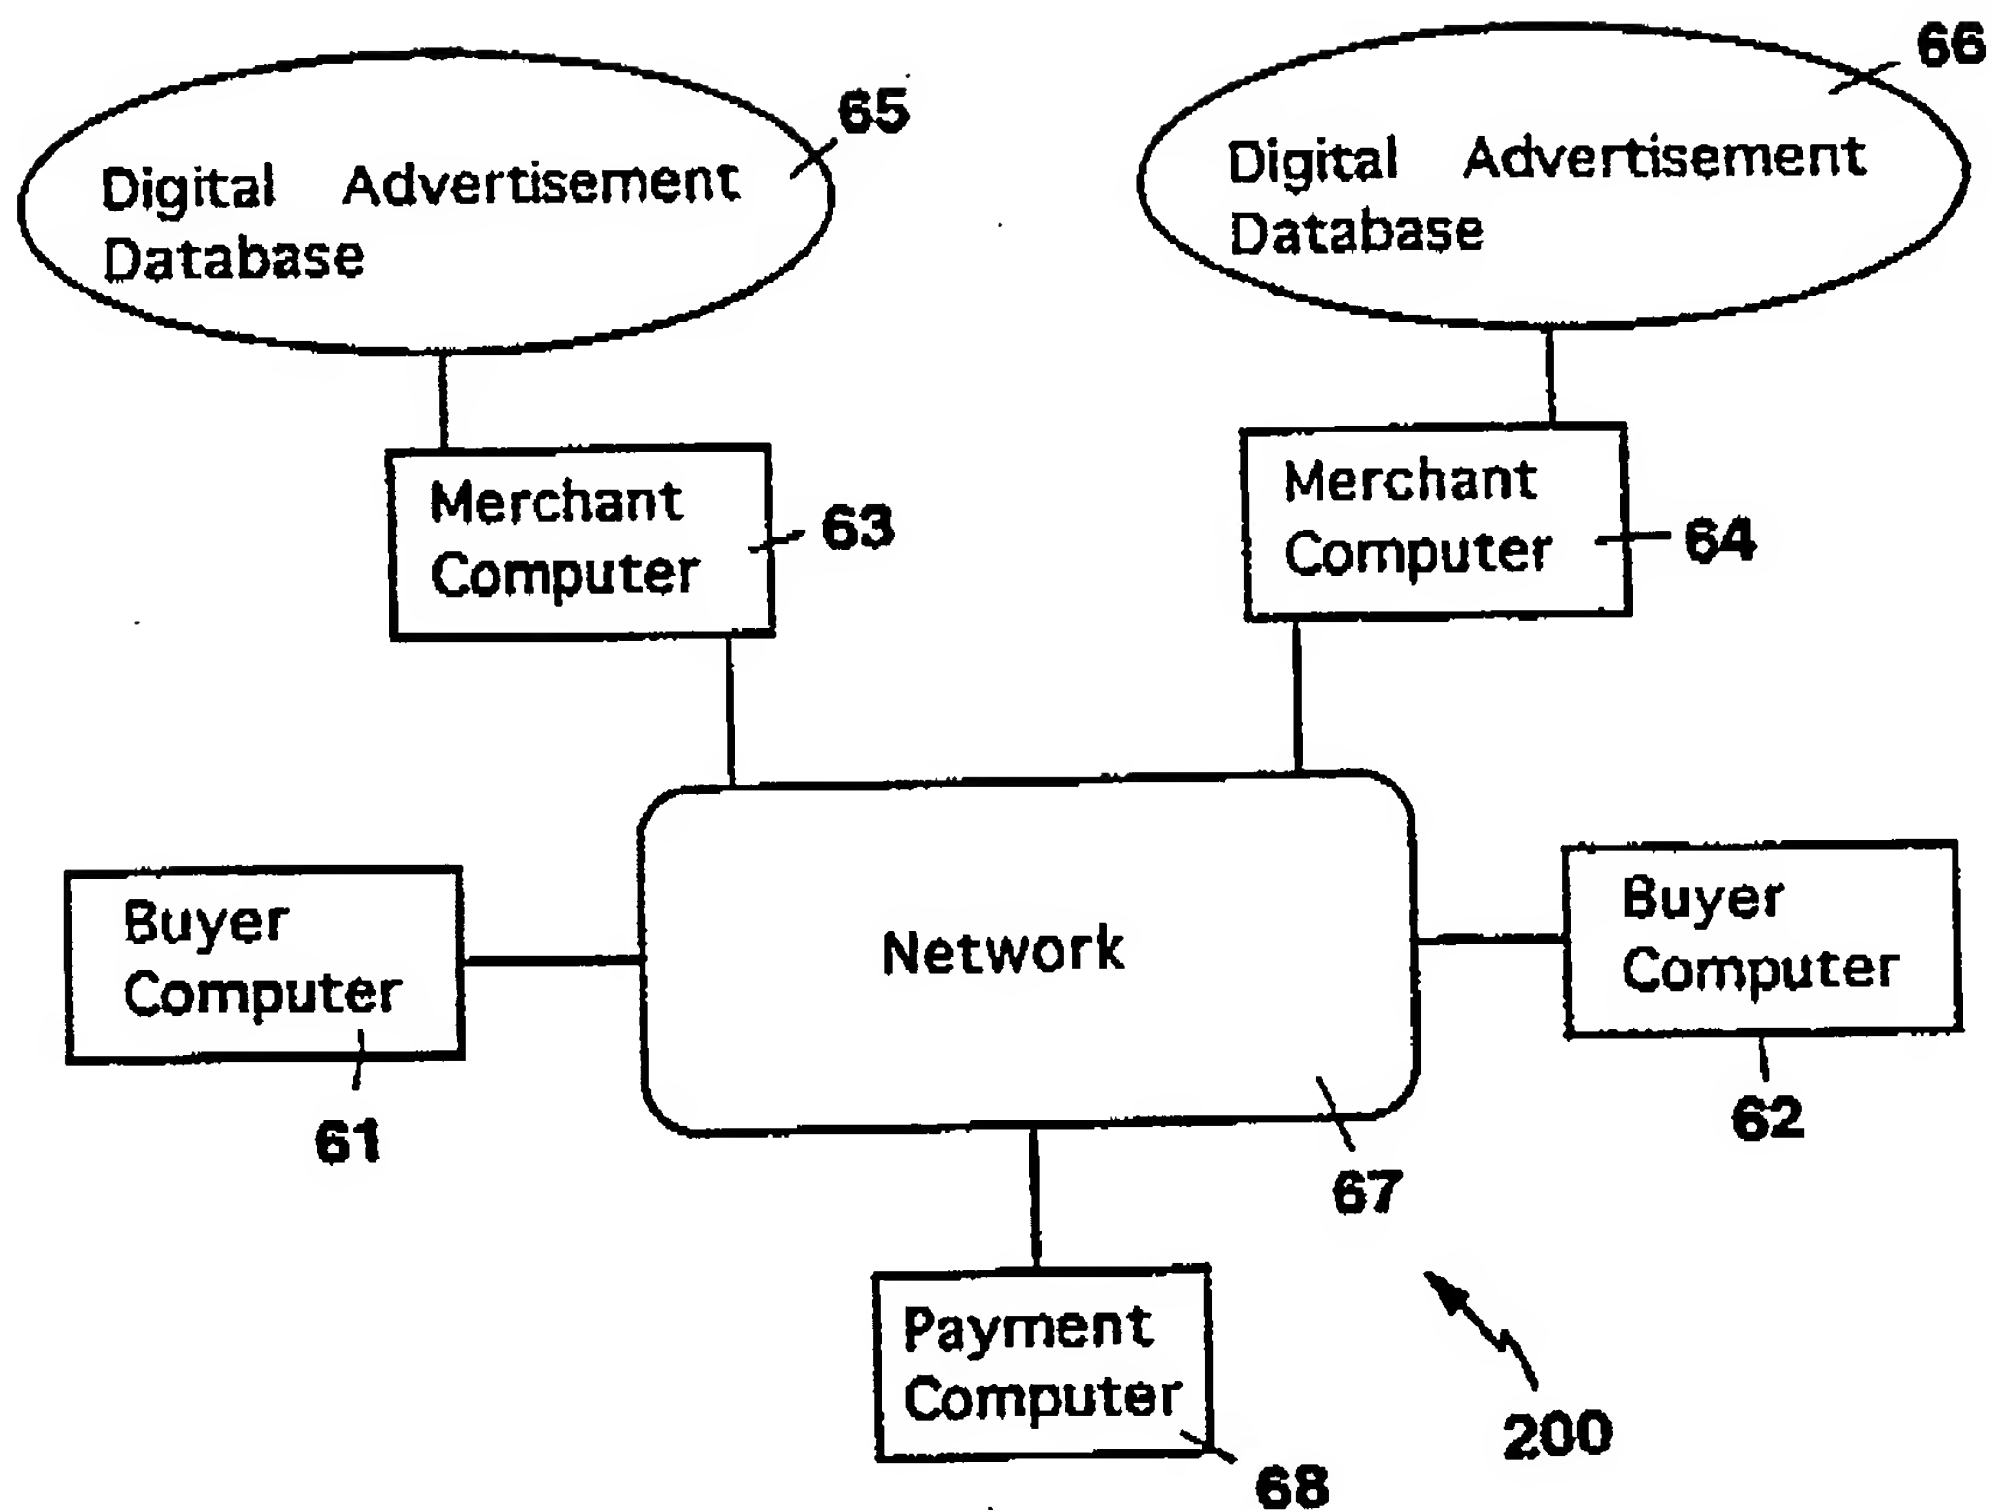 66
65
Digital Advertisement
Database
Digital Advertisement
Database
Merchant
Computer
63
Merchant
Computer
64
Buyer
Computer
61
Network
67
Buyer
Computer
62
Payment
Computer
68
200